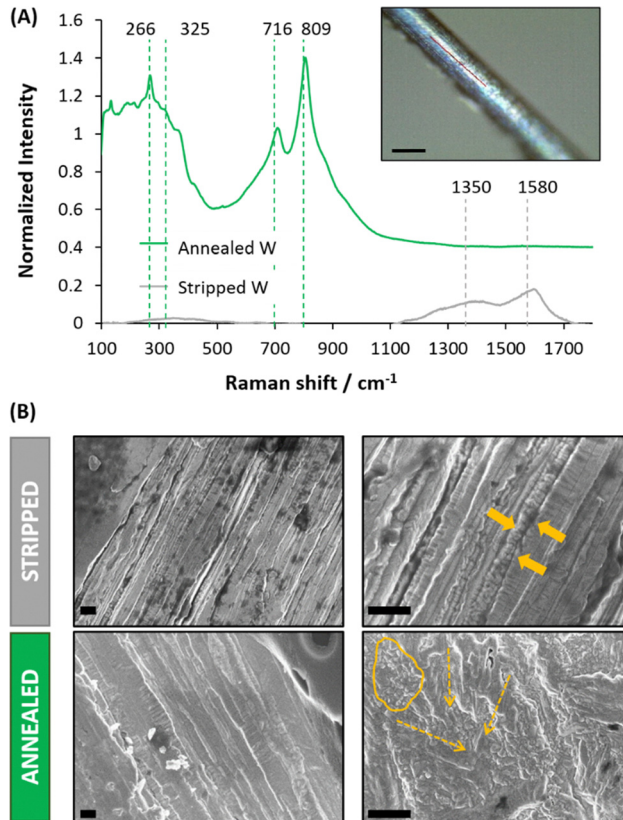 (A)
266 325 716 809
1.6
1.4
1.2
1
0.8
0.6
0.4
0.2
0
Normalized Intensity
1350 1580
Annealed W
Stripped W
100 300 500 700 900 1100 1300 1500 1700
Raman shift / cm-1
(B)
STRIPPED
ANNEALED